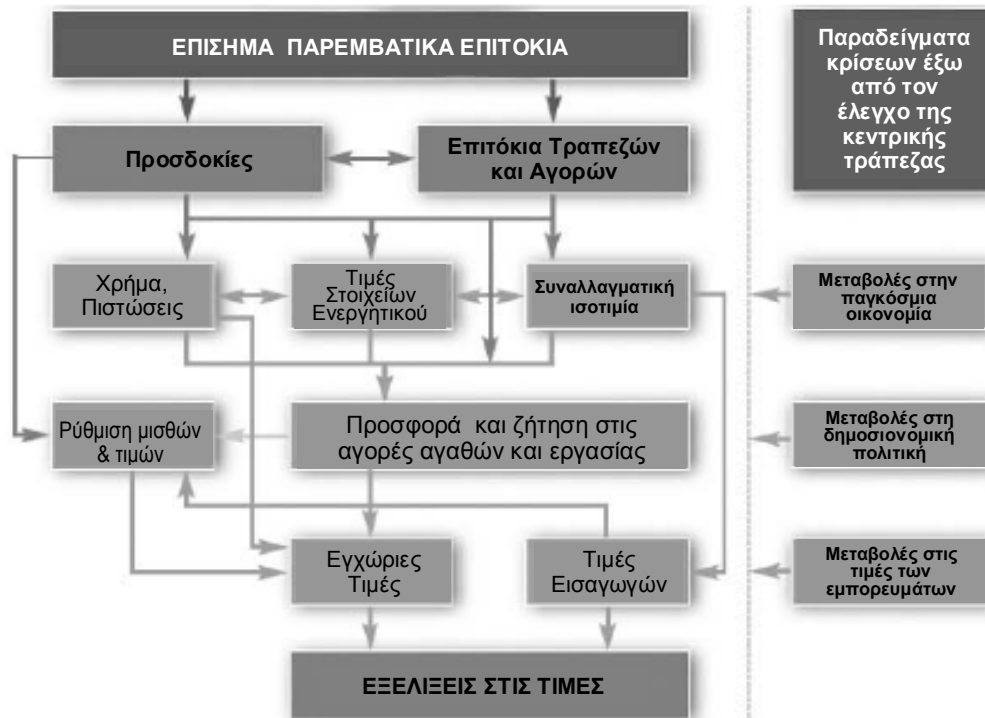 ΕΠΙΣΗΜΑ ΠΑΡΕΜΒΑΤΙΚΑ ΕΠΙΤΟΚΙΑ
Παραδείγματα
κρίσεων έξω
από τον
έλεγχο της
κεντρικής
τράπεζας
Προσδοκίες
Επιτόκια Τραπεζών
και Αγορών
Χρήμα,
Πιστώσεις
Τιμές
Στοιχείων
Ενεργητικού
Συναλλαγματική
ισοτιμία
Μεταβολές στην
παγκόσμια
οικονομία
Ρύθμιση μισθών
& τιμών
Προσφορά και ζήτηση στις
αγορές αγαθών και εργασίας
Μεταβολές στη
δημοσιονομική
πολιτική
Εγχώριες
Τιμές
Τιμές
Εισαγωγών
Μεταβολές στις
τιμές των
εμπορευμάτων
ΕΞΕΛΙΞΕΙΣ ΣΤΙΣ ΤΙΜΕΣ